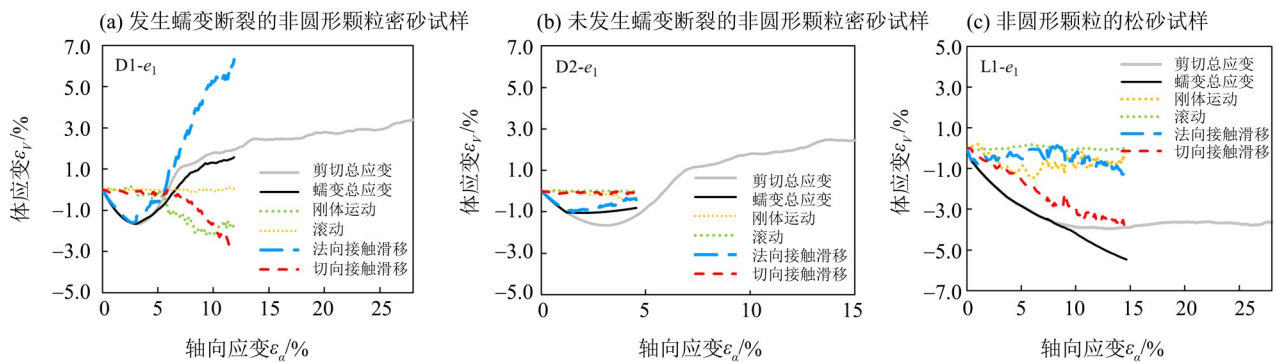 (a) 发生蠕变断裂的非圆形颗粒密砂试样
7.0
5.0
3.0
1.0
−1.0
−3.0
−5.0
体应变εV/%
D1-e1
剪切总应变
蠕变总应变
刚体运动
滚动
法向接触滑移
切向接触滑移
0 5 10 15 20 25
轴向应变εa/%
(b) 未发生蠕变断裂的非圆形颗粒密砂试样
7.0
5.0
3.0
1.0
−1.0
−3.0
−5.0
体应变εV/%
D2-e1
剪切总应变
蠕变总应变
刚体运动
滚动
法向接触滑移
切向接触滑移
0 5 10 15
轴向应变εa/%
(c) 非圆形颗粒的松砂试样
5.0
3.0
1.0
−1.0
−3.0
−5.0
−7.0
体应变εV/%
L1-e1
剪切总应变
蠕变总应变
刚体运动
滚动
法向接触滑移
切向接触滑移
0 5 10 15 20 25
轴向应变εa/%